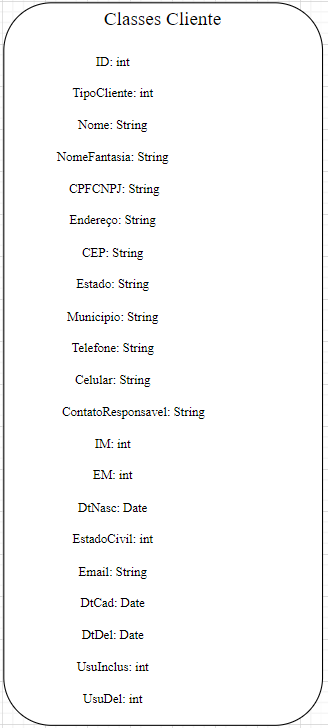 Classes Cliente
ID: int
TipoCliente: int
Nome: String
NomeFantasia: String
CPFCNPJ: String
Endereço: String
CEP: String
Estado: String
Municipio: String
Telefone: String
Celular: String
ContatoResponsavel: String
IM: int
EM: int
DtNasc: Date
EstadoCivil: int
Email: String
DtCad: Date
DtDel: Date
UsuInclus: int
UsuDel: int